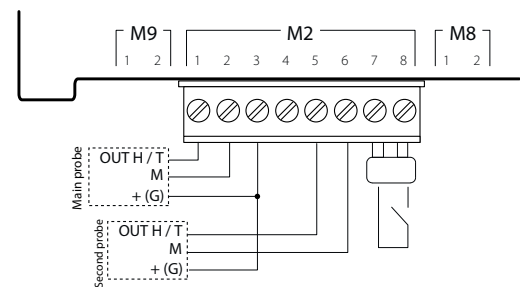 M9 M2 M8
1 2 1 2 3 4 5 6 7 8 1 2
Main probe
OUT H / T
M
+ (G)
Second probe
OUT H / T
M
+ (G)